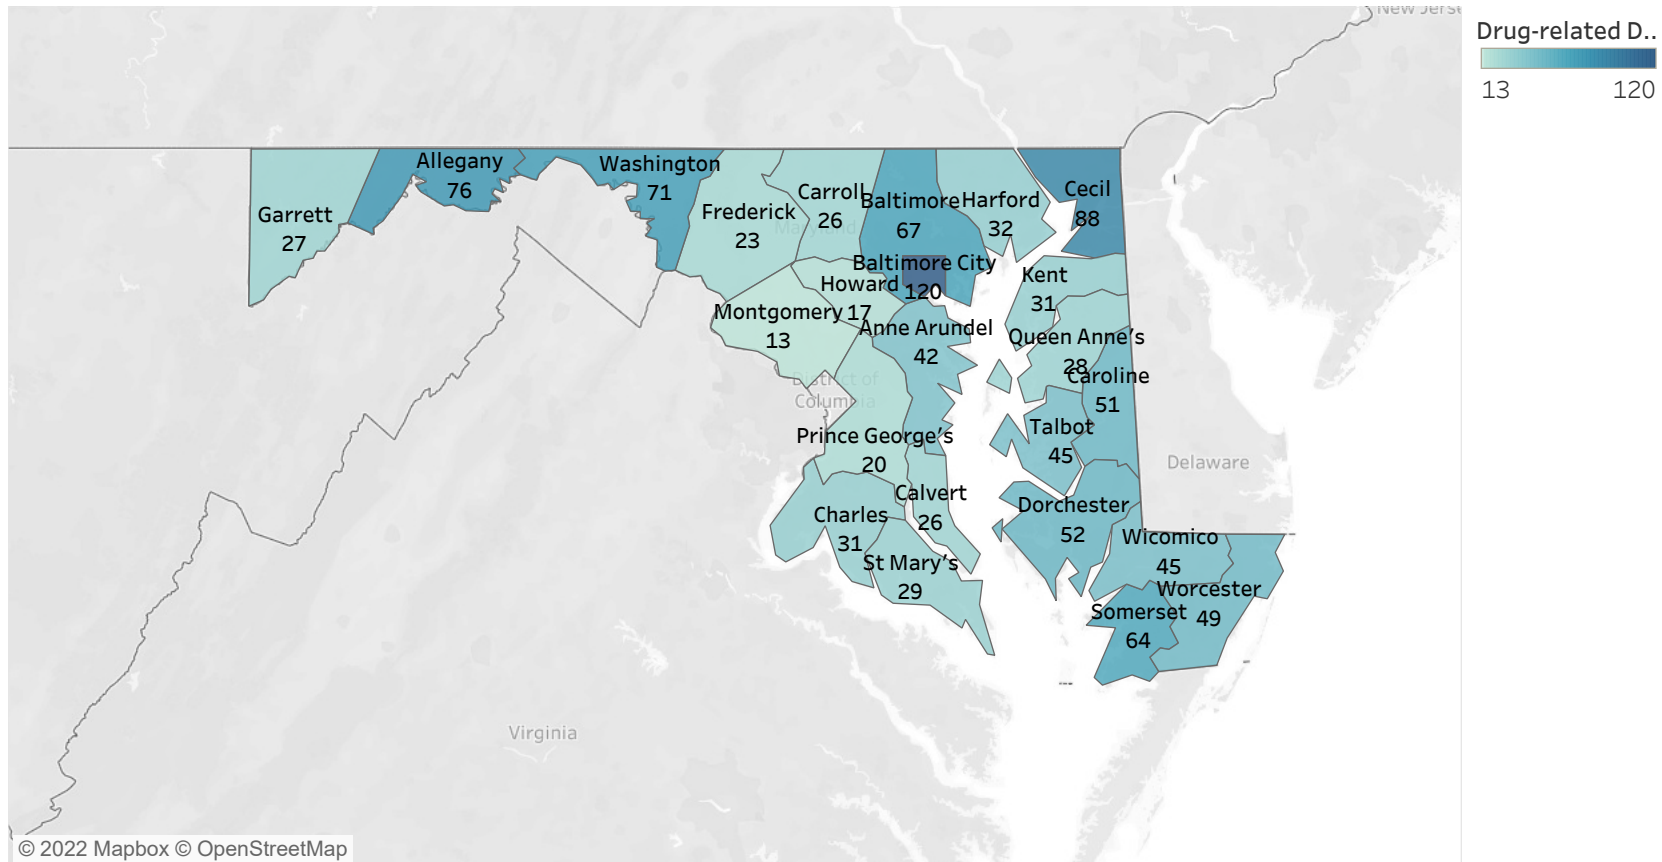 New Jerse
Drug-related D..
13 120
Allegany
76
Washington
71
Garrett
27
Frederick
23
Carroll
26
Maryland
Baltimore
67
Harford
32
Cecil
88
Baltimore City
120
Howard
17
Kent
31
Montgomery
13
Anne Arundel
42
Queen Anne's
28
Caroline
51
District of
Columbia
Talbot
45
Prince George's
20
Delaware
Calvert
26
Charles
31
Dorchester
52
Wicomico
45
St Mary's
29
Worcester
49
Somerset
64
Virginia
© 2022 Mapbox © OpenStreetMap